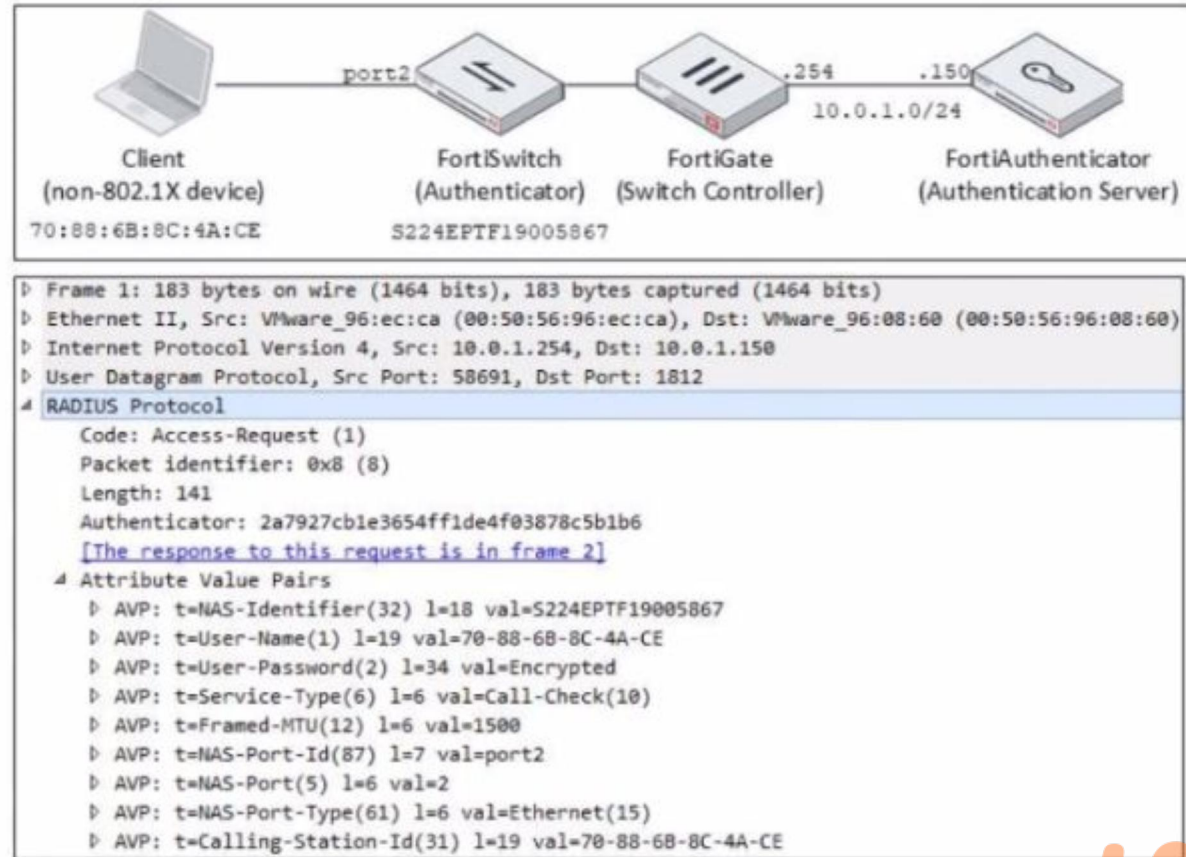 port2
.254
.150
10.0.1.0/24
Client
(non-802.1X device)
70:88:6B:8C:4A:CE
FortiSwitch
(Authenticator)
S224EPTF19005867
FortiGate
(Switch Controller)
FortiAuthenticator
(Authentication Server)
Frame 1: 183 bytes on wire (1464 bits), 183 bytes captured (1464 bits)
Ethernet II, Src: VMware_96:ec:ca (00:50:56:96:ec:ca), Dst: VMware_96:08:60 (00:50:56:96:08:60)
Internet Protocol Version 4, Src: 10.0.1.254, Dst: 10.0.1.150
User Datagram Protocol, Src Port: 58691, Dst Port: 1812
RADIUS Protocol
Code: Access-Request (1)
Packet identifier: 0x8 (8)
Length: 141
Authenticator: 2a7927cb1e3654ff1de4f03878c5b1b6
[The response to this request is in frame 2]
Attribute Value Pairs
AVP: t=NAS-Identifier(32) l=18 val=S224EPTF19005867
AVP: t=User-Name(1) l=19 val=70-88-6B-8C-4A-CE
AVP: t=User-Password(2) l=34 val=Encrypted
AVP: t=Service-Type(6) l=6 val=Call-Check(10)
AVP: t=Framed-MTU(12) l=6 val=1500
AVP: t=NAS-Port-Id(87) l=7 val=port2
AVP: t=NAS-Port(5) l=6 val=2
AVP: t=NAS-Port-Type(61) l=6 val=Ethernet(15)
AVP: t=Calling-Station-Id(31) l=19 val=70-88-6B-8C-4A-CE